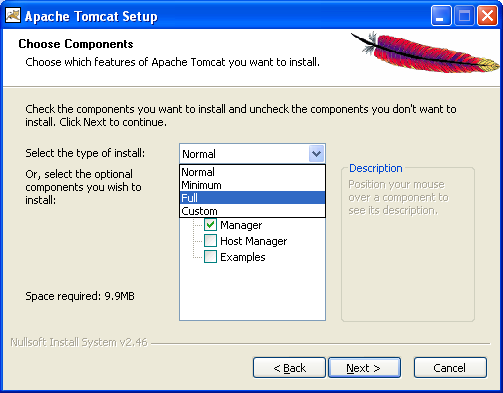 Apache Tomcat Setup
Choose Components
Choose which features of Apache Tomcat you want to install.
Check the components you want to install and uncheck the components you don't want to
install. Click Next to continue.
Select the type of install:
Normal
Or, select the optional
components you wish to
install:
Normal
Minimum
Full
Custom
Manager
Host Manager
Examples
Description
Position your mouse
over a component to
see its description.
Space required: 9.9MB
Nullsoft Install System v2.46
< Back
Next >
Cancel